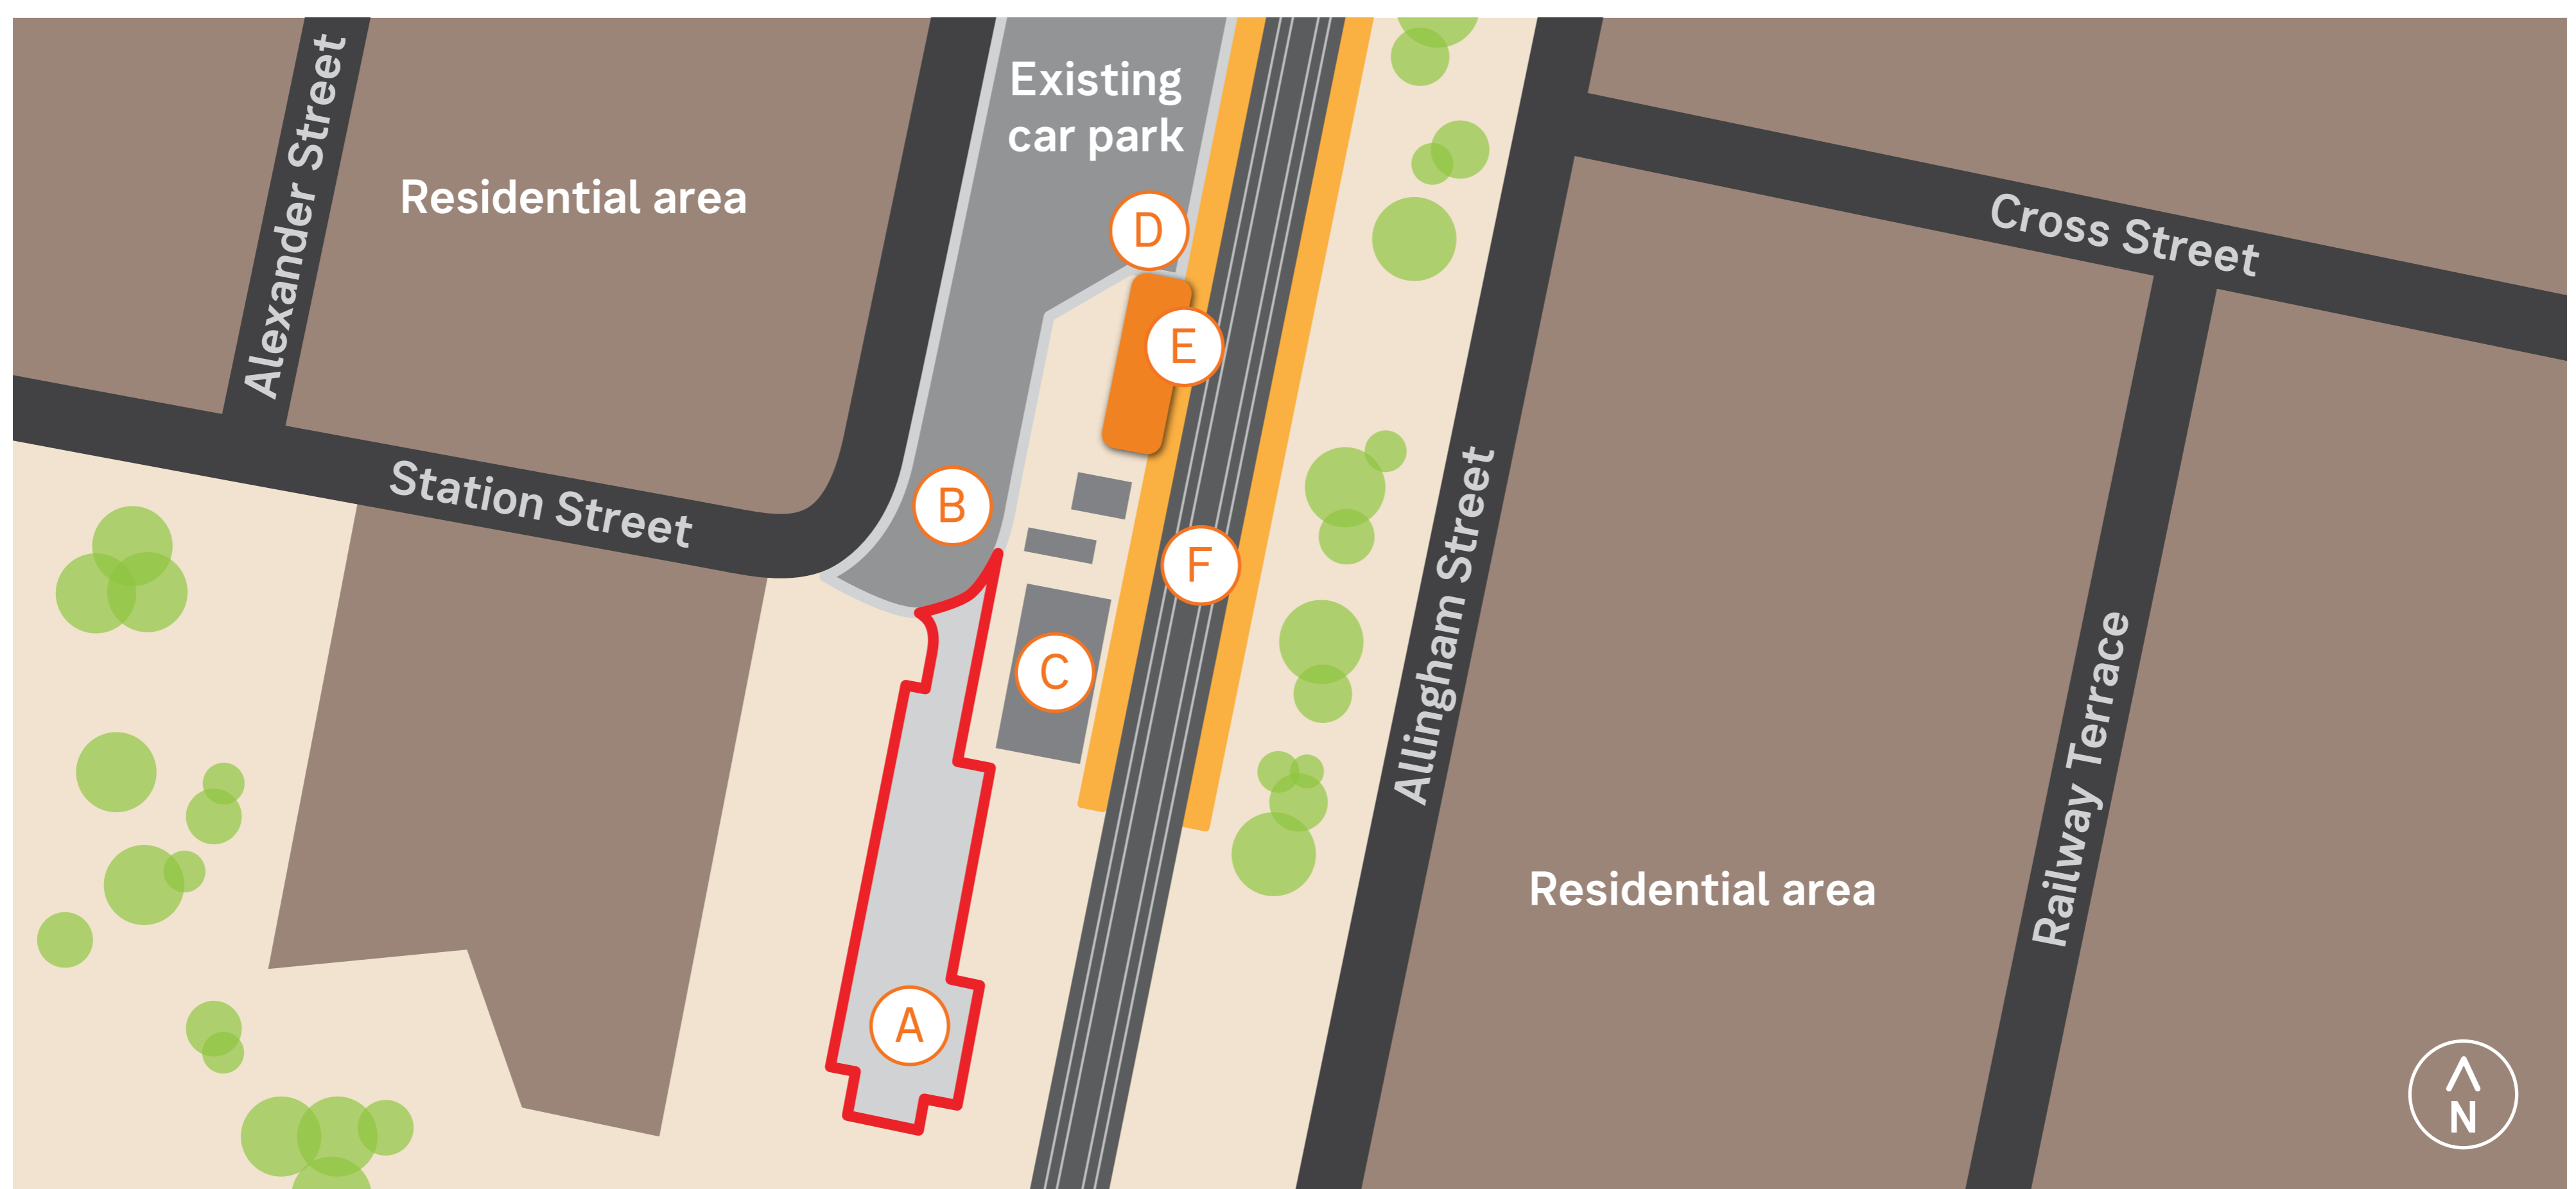 Existing
car park
Alexander Street
Residential area
Cross Street
D
E
Station Street
B
F
Allingham Street
C
Railway Terrace
Residential area
A
N